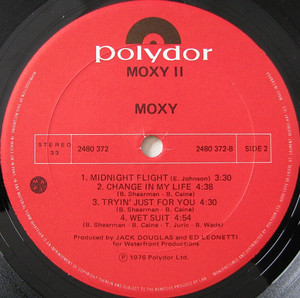 polydor
MOXY II
MOXY
STEREO
33
2480 372
2480 372-B
SIDE 2
1. MIDNIGHT FLIGHT (E. Johnson) 3:30
2. CHANGE IN MY LIFE 4:38
(B. Shearman - B. Caine)
3. TRYIN' JUST FOR YOU 4:30
(B. Shearman - B. Caine)
4. WET SUIT 4:54
(B. Shearman - B. Caine - T. Juric - B. Wade)
Produced by JACK DOUGLAS and ED LEONETTI
for Waterfront Productions
℗ 1976 Polydor Ltd.